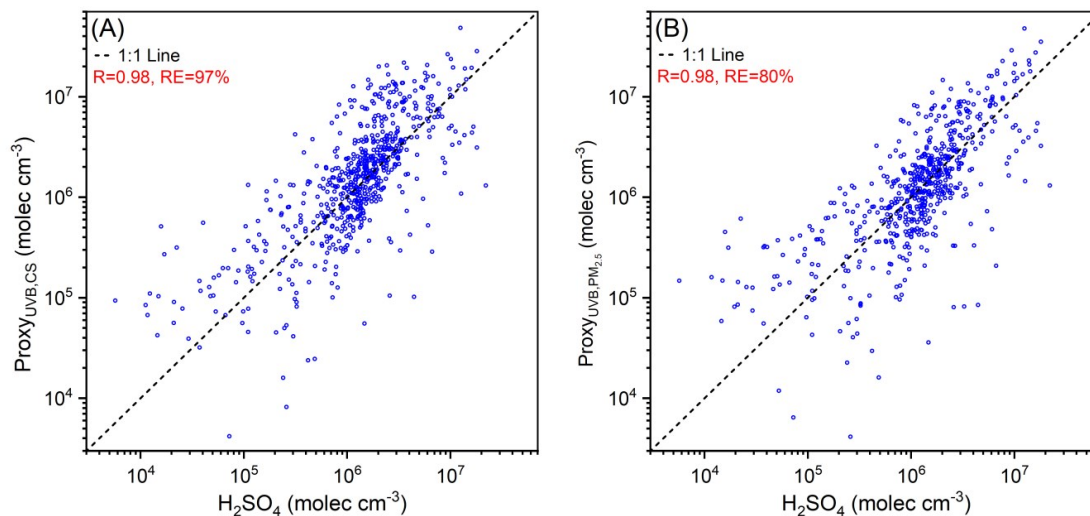 (A)
1:1 Line
R=0.98, RE=97%
Proxy_UVB,CS (molec cm⁻³)
10⁷
10⁶
10⁵
10⁴
10⁴ 10⁵ 10⁶ 10⁷
H₂SO₄ (molec cm⁻³)
(B)
1:1 Line
R=0.98, RE=80%
Proxy_UVB,PM₂.₅ (molec cm⁻³)
10⁷
10⁶
10⁵
10⁴
10⁴ 10⁵ 10⁶ 10⁷
H₂SO₄ (molec cm⁻³)